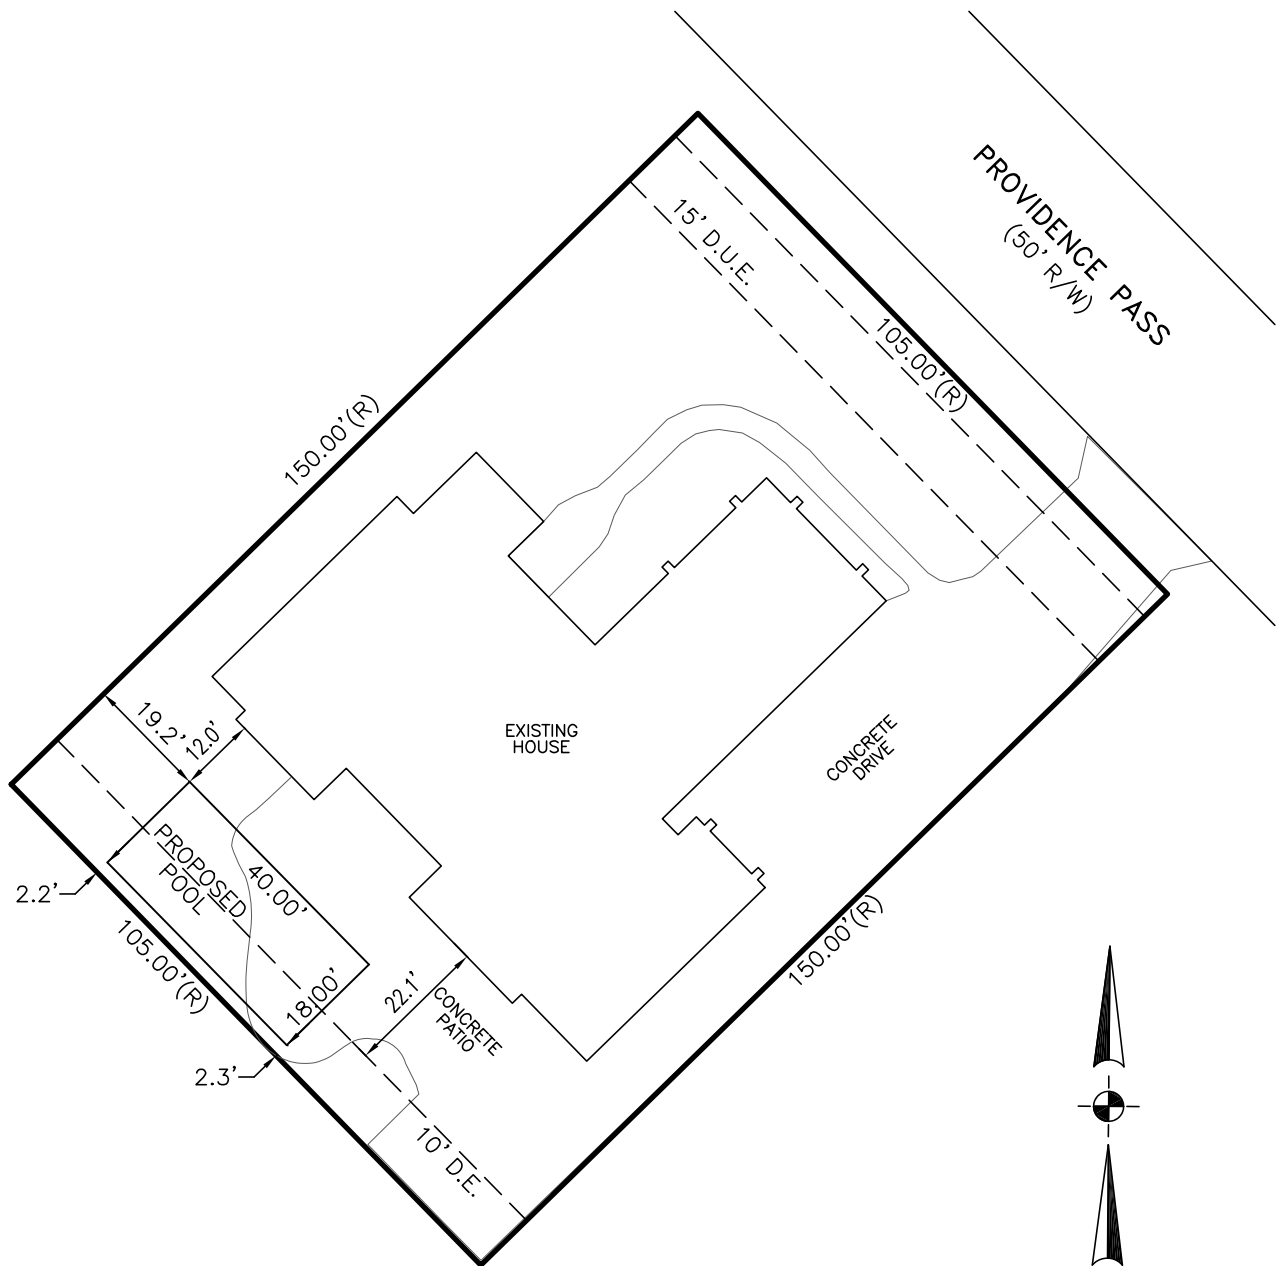 PROVIDENCE PASS
(50' R/W)
15' D.U.E.
105.00'(R)
150.00'(R)
EXISTING
HOUSE
CONCRETE
DRIVE
19.2'
12.0'
PROPOSED
POOL
40.00'
18.00'
2.2'
105.00'(R)
22.1'
CONCRETE
PATIO
2.3'
10' D.E.
150.00'(R)